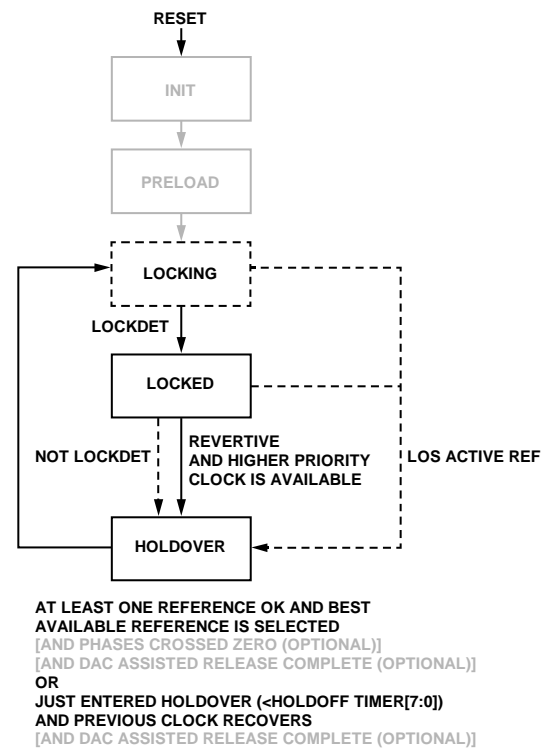 RESET
INIT
PRELOAD
LOCKING
LOCKDET
LOCKED
NOT LOCKDET
REVERTIVE
AND HIGHER PRIORITY
CLOCK IS AVAILABLE
LOS ACTIVE REF
HOLDOVER
AT LEAST ONE REFERENCE OK AND BEST
AVAILABLE REFERENCE IS SELECTED
[AND PHASES CROSSED ZERO (OPTIONAL)]
[AND DAC ASSISTED RELEASE COMPLETE (OPTIONAL)]
OR
JUST ENTERED HOLDOVER (<HOLDOFF TIMER[7:0])
AND PREVIOUS CLOCK RECOVERS
[AND DAC ASSISTED RELEASE COMPLETE (OPTIONAL)]